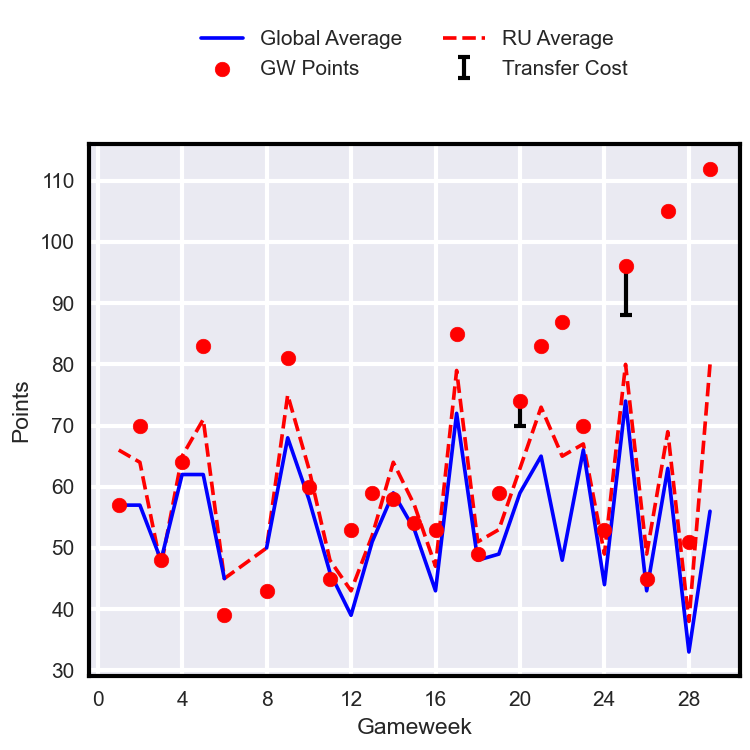 Global Average
RU Average
GW Points
Transfer Cost
110
100
90
80
70
60
50
40
30
Points
0 4 8 12 16 20 24 28
Gameweek